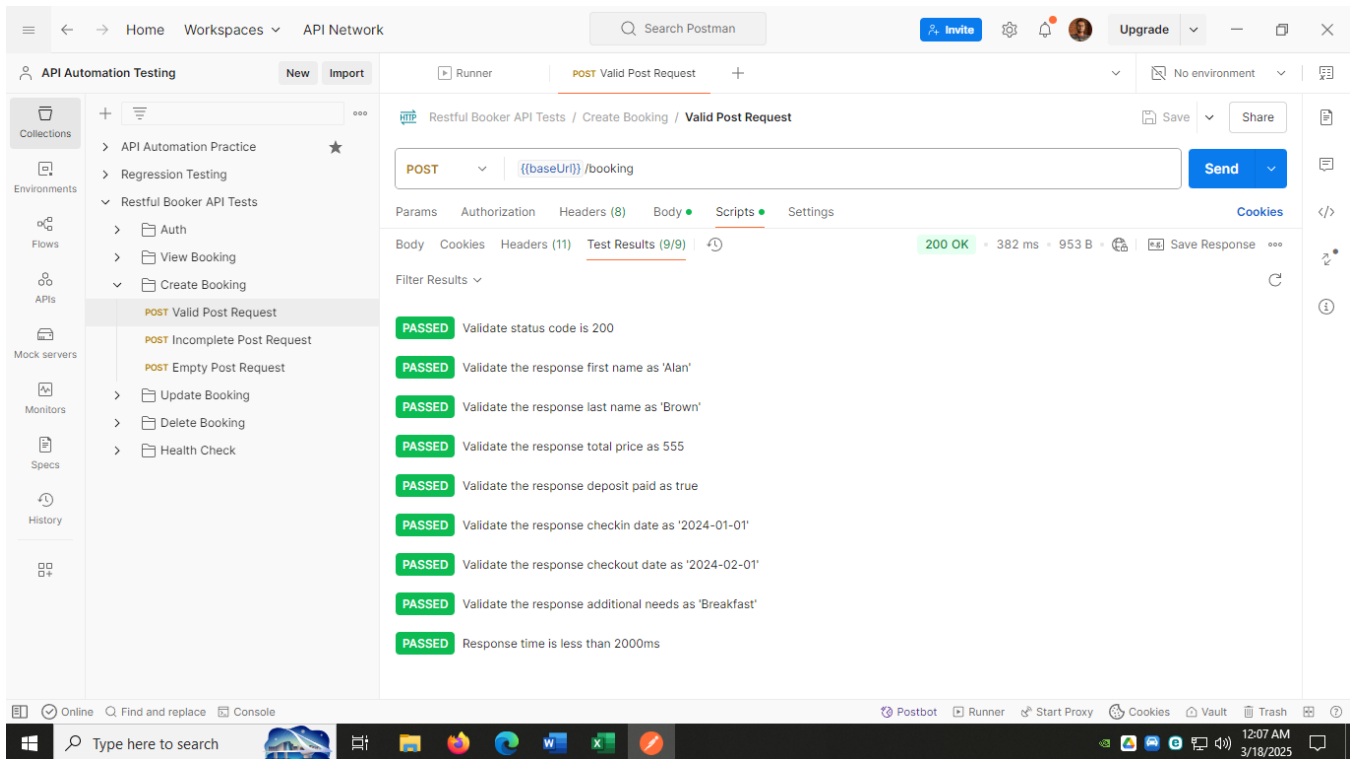 Home Workspaces API Network Search Postman Invite Upgrade
API Automation Testing New Import Runner POST Valid Post Request No environment
Collections
Environments
Flows
APIs
Mock servers
Monitors
Specs
History
API Automation Practice
Regression Testing
Restful Booker API Tests
Auth
View Booking
Create Booking
POST Valid Post Request
POST Incomplete Post Request
POST Empty Post Request
Update Booking
Delete Booking
Health Check
HTTP Restful Booker API Tests / Create Booking / Valid Post Request Save Share
POST {{baseUrl}} /booking Send
Params Authorization Headers (8) Body Scripts Settings Cookies
Body Cookies Headers (11) Test Results (9/9) 200 OK 382 ms 953 B e.g. Save Response
Filter Results
PASSED Validate status code is 200
PASSED Validate the response first name as 'Alan'
PASSED Validate the response last name as 'Brown'
PASSED Validate the response total price as 555
PASSED Validate the response deposit paid as true
PASSED Validate the response checkin date as '2024-01-01'
PASSED Validate the response checkout date as '2024-02-01'
PASSED Validate the response additional needs as 'Breakfast'
PASSED Response time is less than 2000ms
Online Find and replace Console Postbot Runner Start Proxy Cookies Vault Trash
Type here to search 12:07 AM
3/18/2025